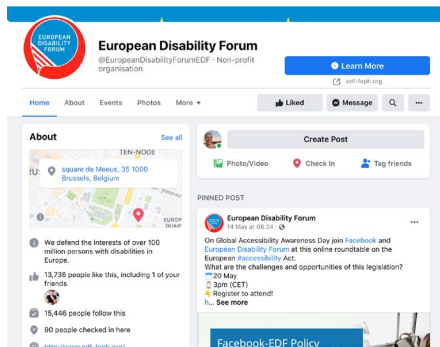 EUROPEAN
DISABILITY
FORUM
European Disability Forum
@EuropeanDisabilityForumEDF · Non-profit
organisation
Learn More
edf-feph.org
Home About Events Photos More
Liked Message
About See all
TEN-NODE
square de Meeus, 35 1000
Brussels, Belgium
EUROP
QUAR
We defend the interests of over 100
million persons with disabilities in
Europe.
13,736 people like this, including 1 of your
friends
15,446 people follow this
90 people checked in here
Create Post
Photo/Video Check In Tag friends
PINNED POST
European Disability Forum
14 May at 08:24 ·
On Global Accessibility Awareness Day join Facebook and
European Disability Forum at this online roundtable on the
European #accessibility Act.
What are the challenges and opportunities of this legislation?
20 May
3pm (CET)
Register to attend!
h... See more
Facebook-EDF Policy